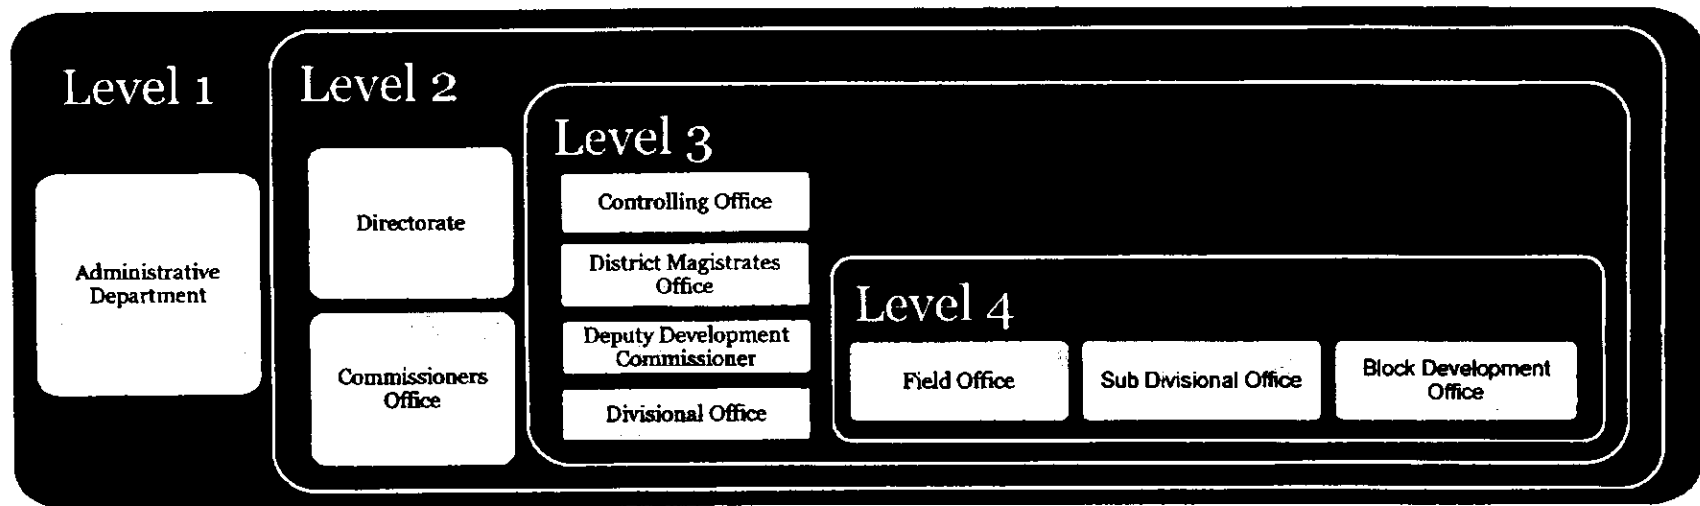 Level 1
Administrative
Department
Level 2
Directorate
Commissioners
Office
Level 3
Controlling Office
District Magistrates
Office
Deputy Development
Commissioner
Divisional Office
Level 4
Field Office
Sub Divisional Office
Block Development
Office